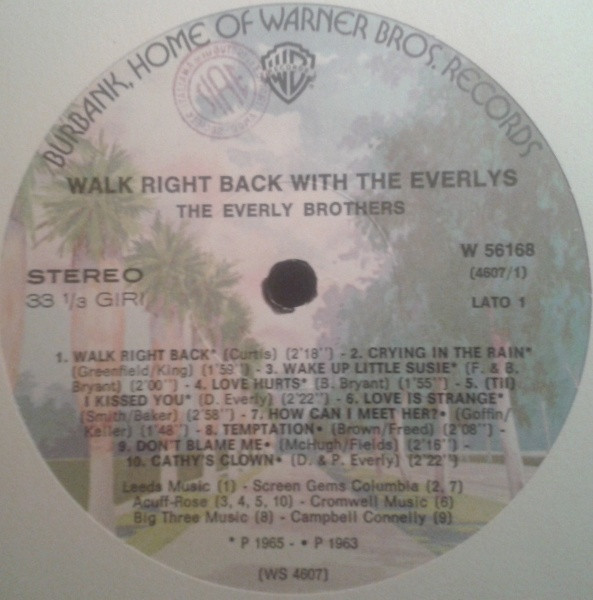 BURBANK, HOME OF WARNER BROS. RECORDS
SIAE
WALK RIGHT BACK WITH THE EVERLYS
THE EVERLY BROTHERS
STEREO
33 1/3 GIRI
W 56168
(4607/1)
LATO 1
1. WALK RIGHT BACK* (Curtis) (2'18'') - 2. CRYING IN THE RAIN*
(Greenfield/King) (1'59'') - 3. WAKE UP LITTLE SUSIE* (F. & B.
Bryant) (2'00'') - 4. LOVE HURTS* (B. Bryant) (1'55'') - 5. (Til)
I KISSED YOU* (D. Everly) (2'22'') - 6. LOVE IS STRANGE*
(Smith/Baker) (2'58'') - 7. HOW CAN I MEET HER?• (Goffin/
Keller) (1'48'') - 8. TEMPTATION• (Brown/Freed) (2'08'') -
9. DON'T BLAME ME• (McHugh/Fields) (2'16'') -
10. CATHY'S CLOWN• (D. & P. Everly) (2'22'')
Leeds Music (1) - Screen Gems Columbia (2, 7)
Acuff-Rose (3, 4, 5, 10) - Cromwell Music (6)
Big Three Music (8) - Campbell Connelly (9)
* P 1965 - • P 1963
(WS 4607)